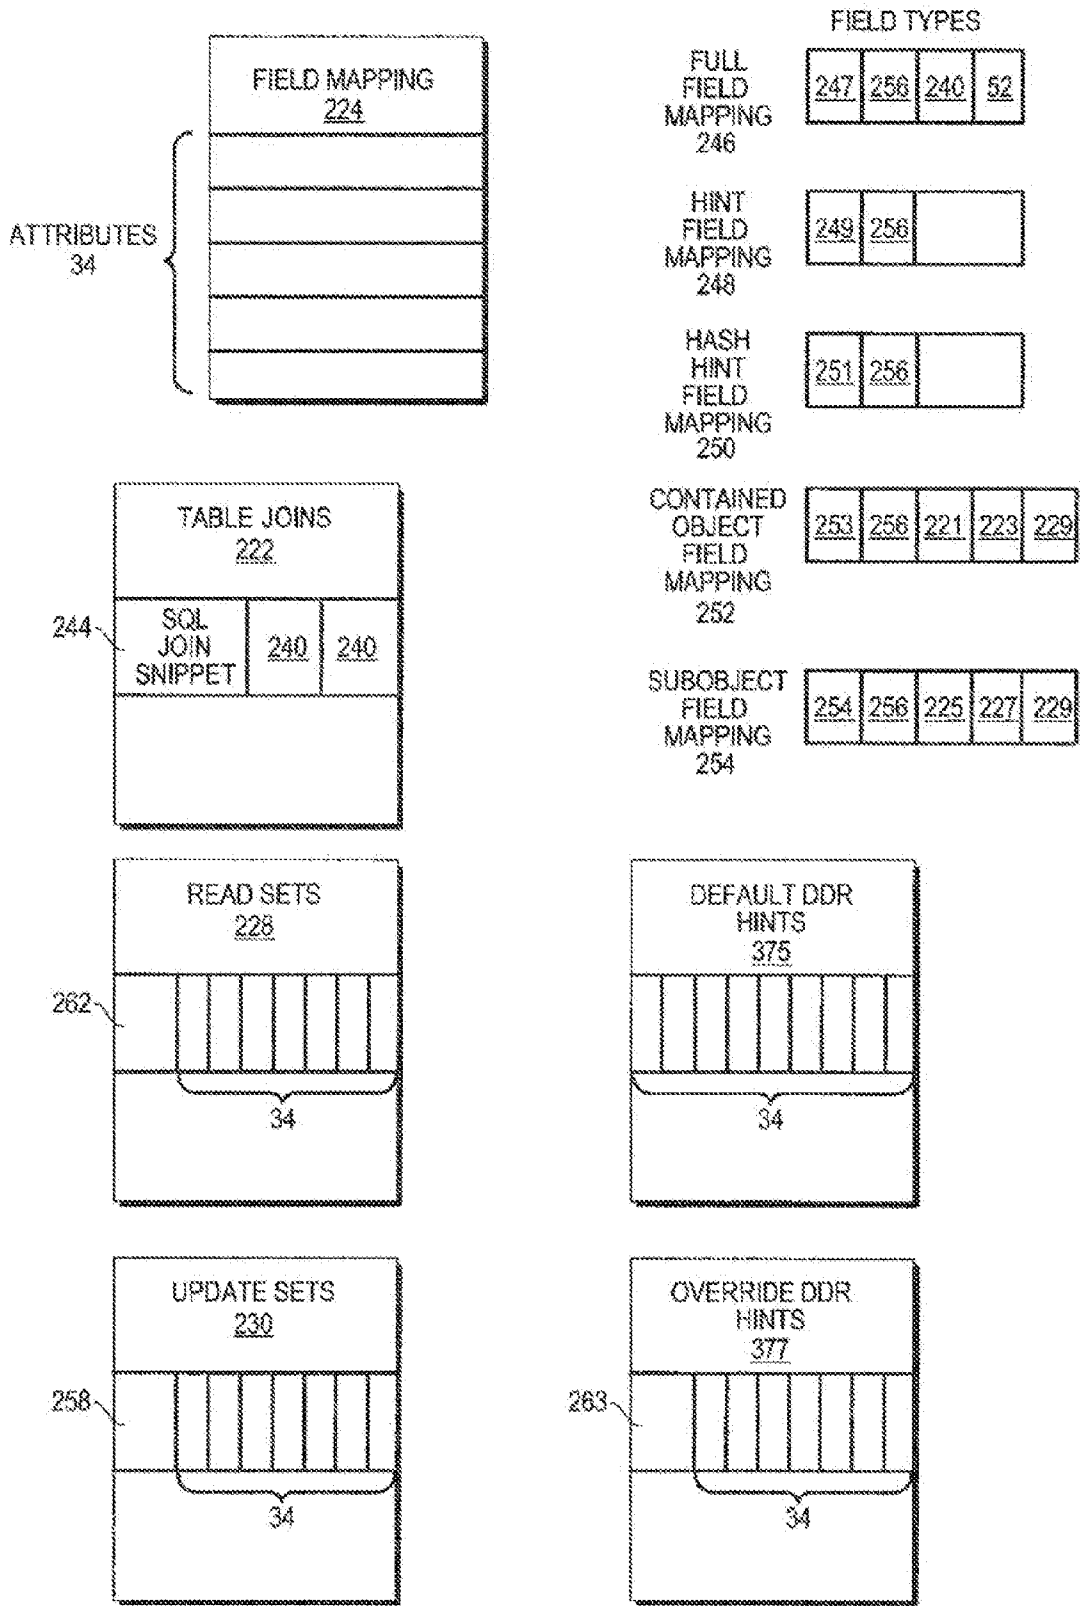 FIELD TYPES
FIELD MAPPING
224
ATTRIBUTES
34
FULL
FIELD
MAPPING
246
247 256 240 52
HINT
FIELD
MAPPING
248
249 256
HASH
HINT
FIELD
MAPPING
250
251 256
CONTAINED
OBJECT
FIELD
MAPPING
252
253 256 221 223 229
SUBOBJECT
FIELD
MAPPING
254
254 256 225 227 229
TABLE JOINS
222
244
SQL
JOIN
SNIPPET
240 240
READ SETS
228
262
34
DEFAULT DDR
HINTS
375
34
UPDATE SETS
230
258
34
OVERRIDE DDR
HINTS
377
263
34